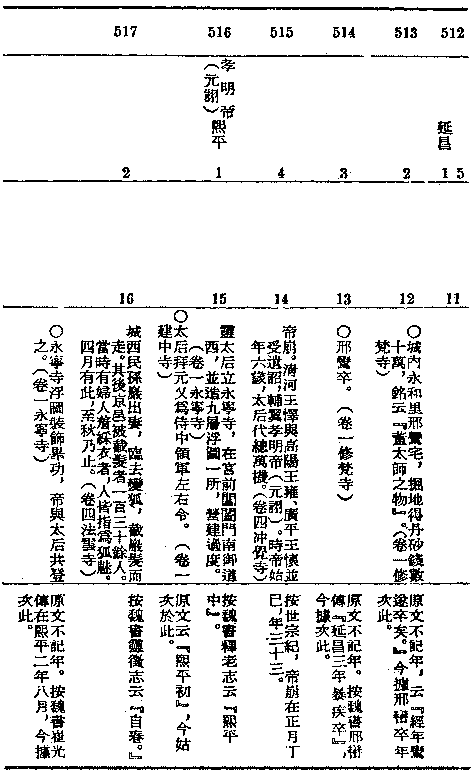 512
延昌
1 5
11
513
2
12
○城內永和里邢鸞宅，掘地得丹砂錢數
十萬，銘云『董太師之物』。（卷一修
梵寺）
原文不記年。云『經年鸞
遂卒矣。』今據邢巒卒年
次此。
514
3
13
○邢鸞卒。（卷一修梵寺）
原文不記年。按魏書邢巒
傳『延昌三年暴疾卒』，
今據次此。
515
4
14
帝崩。清河王懌與高陽王雍、廣平王懷並
受遺詔，輔翼孝明帝（元詡）。時帝始
年六歲，太后代總萬機。（卷四沖覺寺）
按世宗紀，帝崩在正月丁
巳，年三十三。
516
孝明帝熙平
（元詡）
1
15
靈太后立永寧寺，在宮前閶闔門南御道
西，並造九層浮圖一所，營建過度。
（卷一永寧寺）
按魏書釋老志云『熙平
中』。
○太后拜元乂為侍中領軍左右令。（卷一
建中寺）
原文云『熙平初』，今姑
次於此。
517
2
16
城西民孫巖出妻，臨去變狐，截巖髮而
走。其後京邑被截髮者一百三十餘人。
當時有婦人着綵衣者，人皆指為狐魅。
四月有此，至秋乃止。（卷四法雲寺）
按魏書靈徵志云『自春。』
○永寧寺浮圖裝飾畢功，帝與太后共登
之。（卷一永寧寺）
原文不記年。按魏書崔光
傳在熙平二年八月，今據
次此。